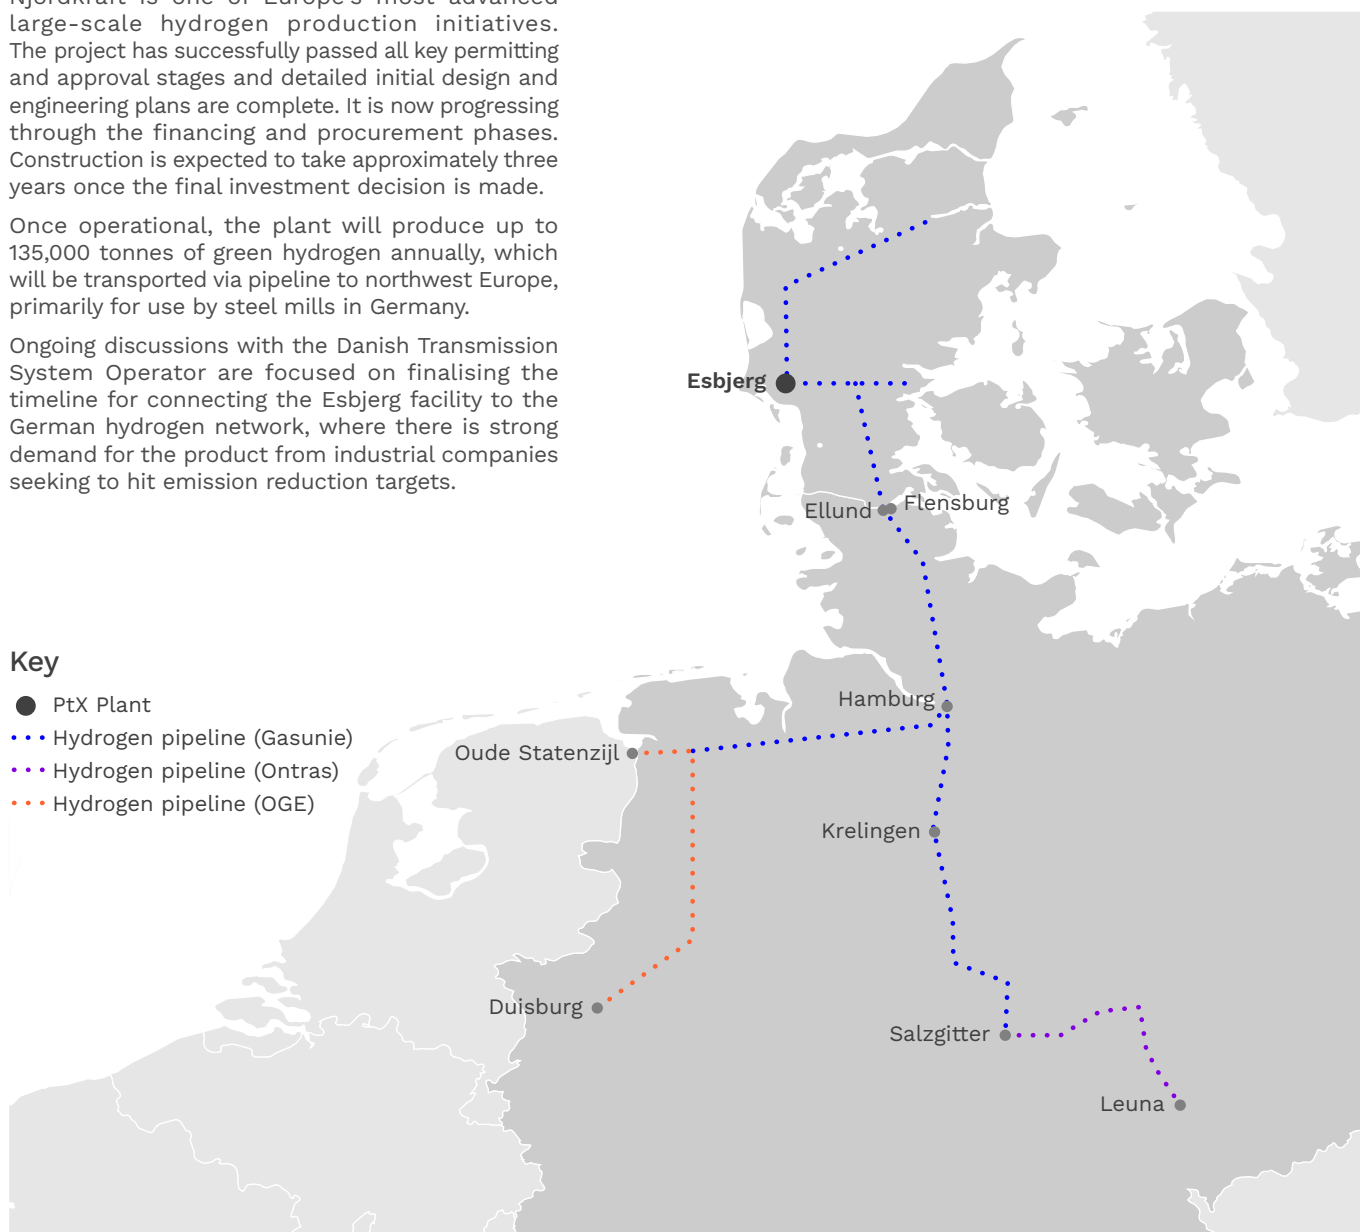 Njordkraft is one of Europe's most advanced
large-scale hydrogen production initiatives.
The project has successfully passed all key permitting
and approval stages and detailed initial design and
engineering plans are complete. It is now progressing
through the financing and procurement phases.
Construction is expected to take approximately three
years once the final investment decision is made.
Once operational, the plant will produce up to
135,000 tonnes of green hydrogen annually, which
will be transported via pipeline to northwest Europe,
primarily for use by steel mills in Germany.
Ongoing discussions with the Danish Transmission
System Operator are focused on finalising the
timeline for connecting the Esbjerg facility to the
German hydrogen network, where there is strong
demand for the product from industrial companies
seeking to hit emission reduction targets.
Key
PtX Plant
Hydrogen pipeline (Gasunie)
Hydrogen pipeline (Ontras)
Hydrogen pipeline (OGE)
Esbjerg
Ellund
Flensburg
Hamburg
Oude Statenzijl
Krelingen
Duisburg
Salzgitter
Leuna